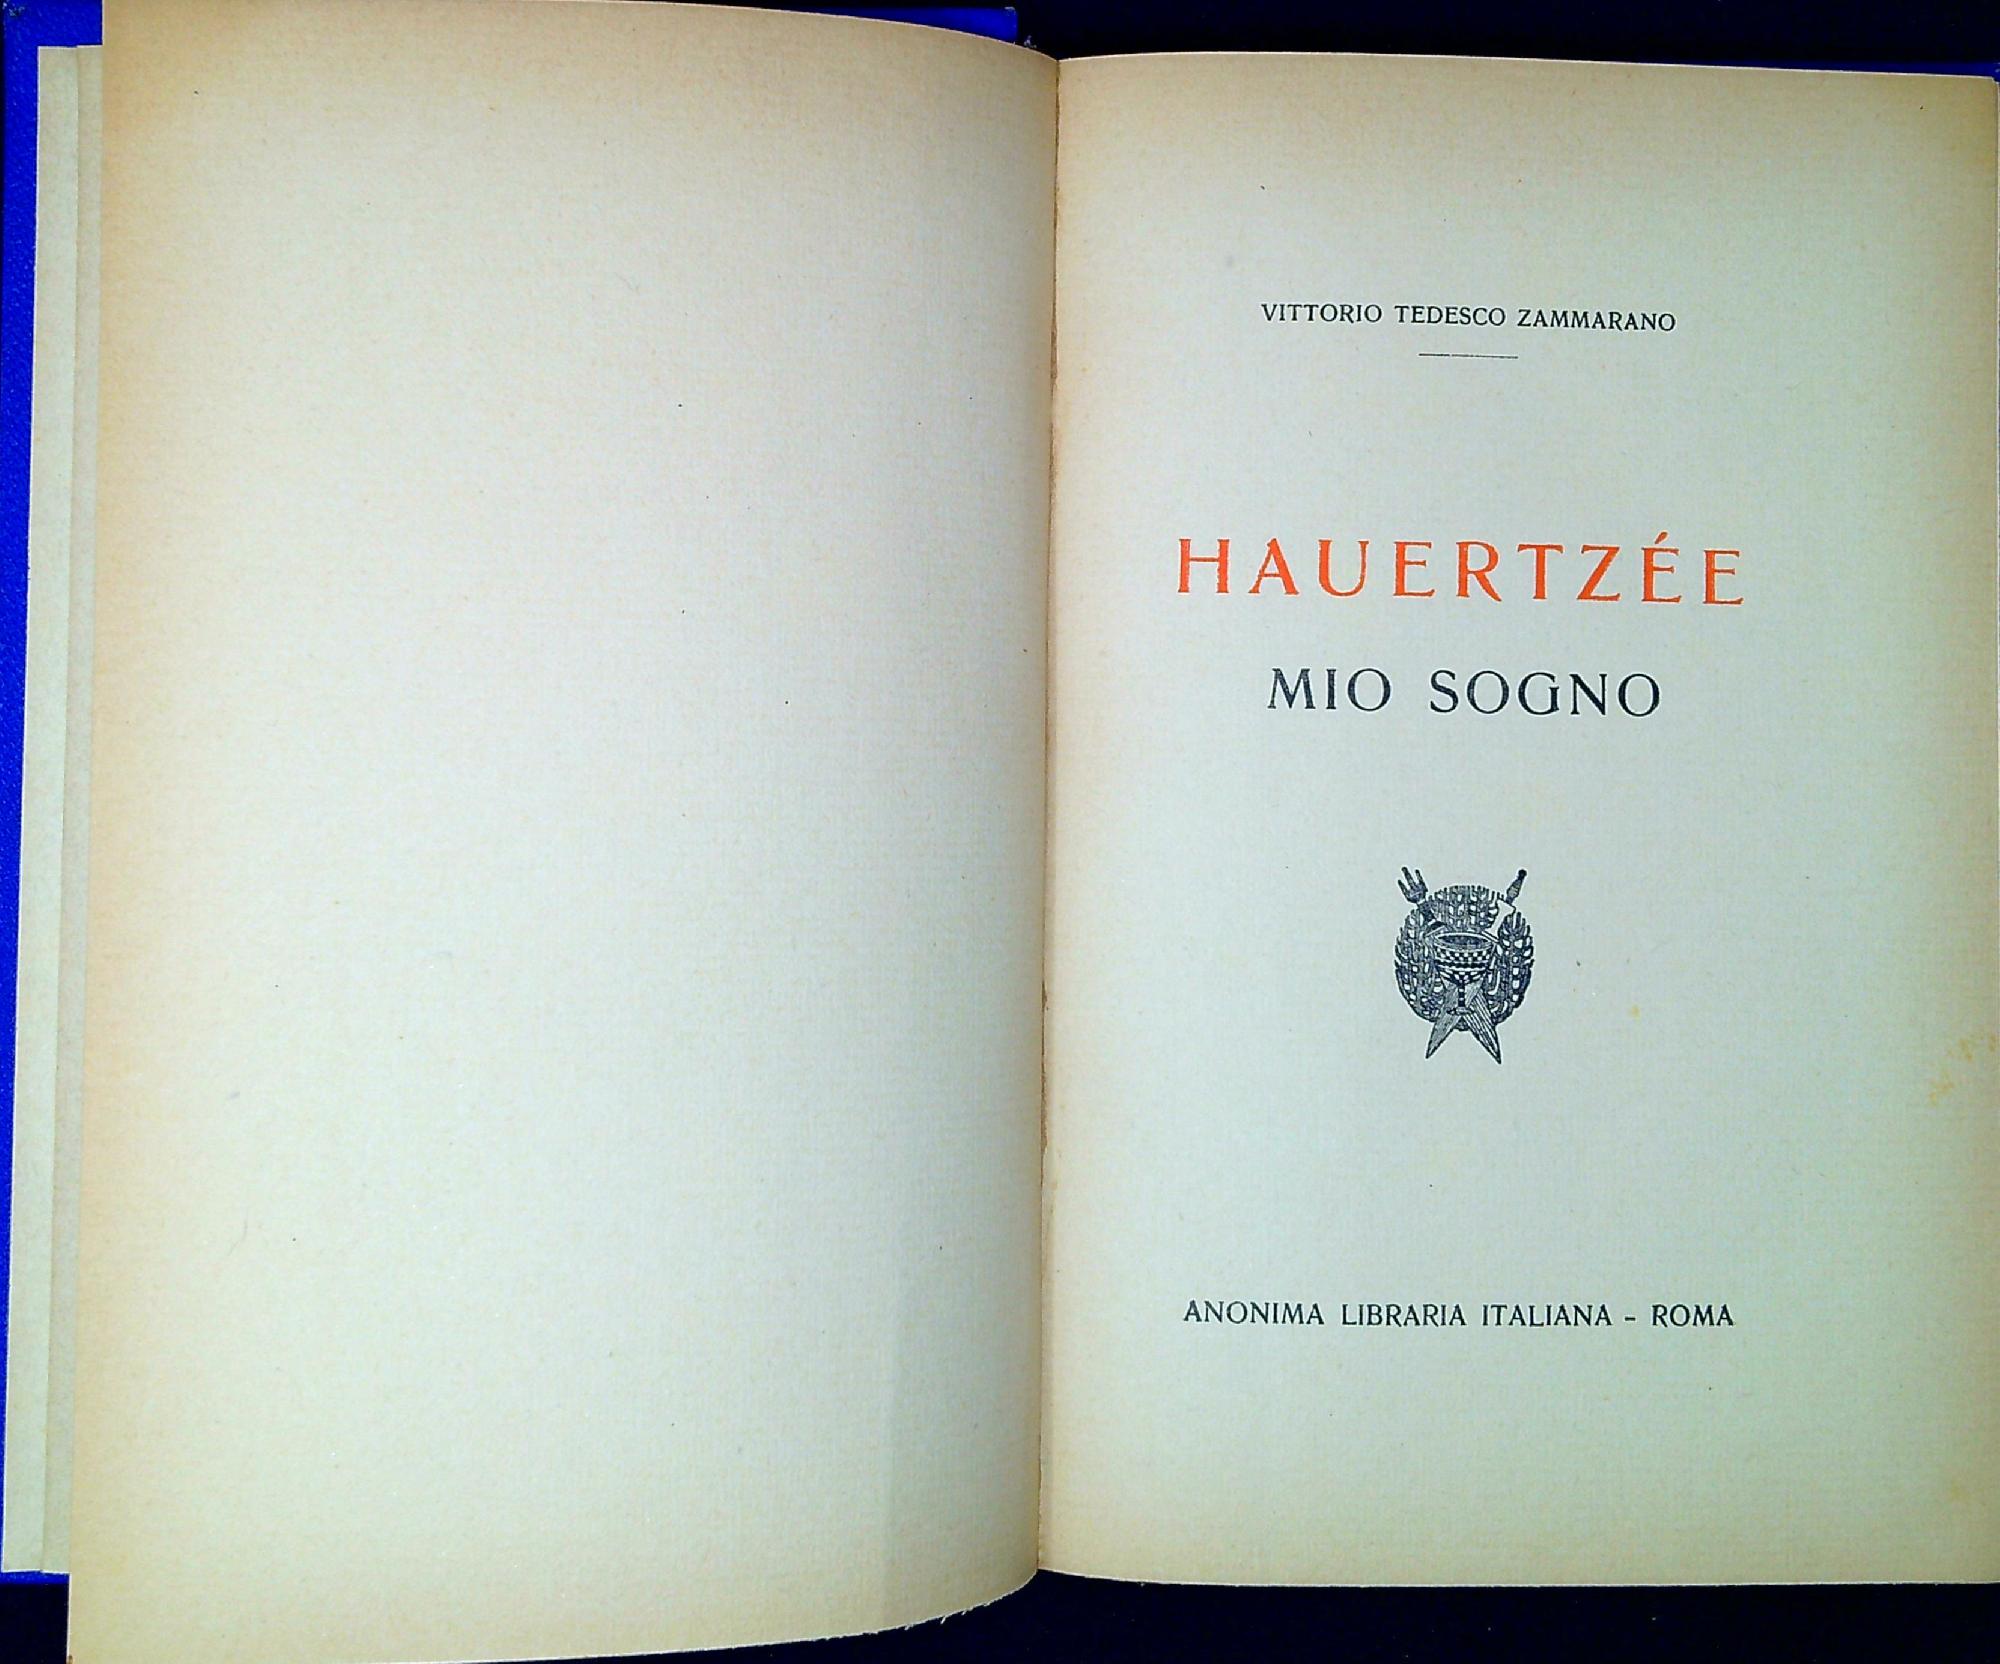 VITTORIO TEDESCO ZAMMARANO
HAUERTZÉE
MIO SOGNO
ANONIMA LIBRARIA ITALIANA - ROMA